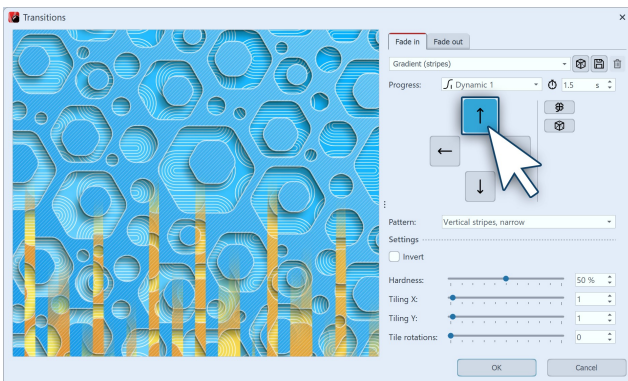 Transitions
Fade in Fade out
Gradient (stripes)
Progress: Dynamic 1 1.5 s
Pattern: Vertical stripes, narrow
Settings
Invert
Hardness: 50 %
Tiling X: 1
Tiling Y: 1
Tile rotations: 0
OK Cancel